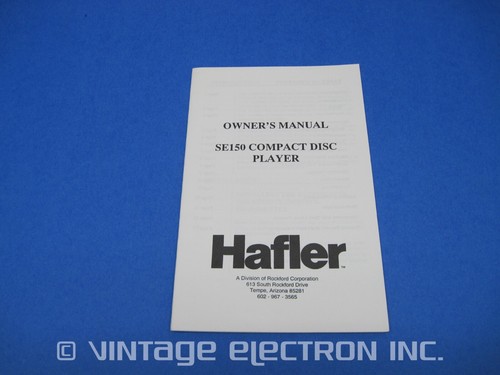 OWNER'S MANUAL
SE150 COMPACT DISC
PLAYER
Hafler™
A Division of Rockford Corporation
613 South Rockford Drive
Tempe, Arizona 85281
602 - 967 - 3565
© VINTAGE ELECTRON INC.